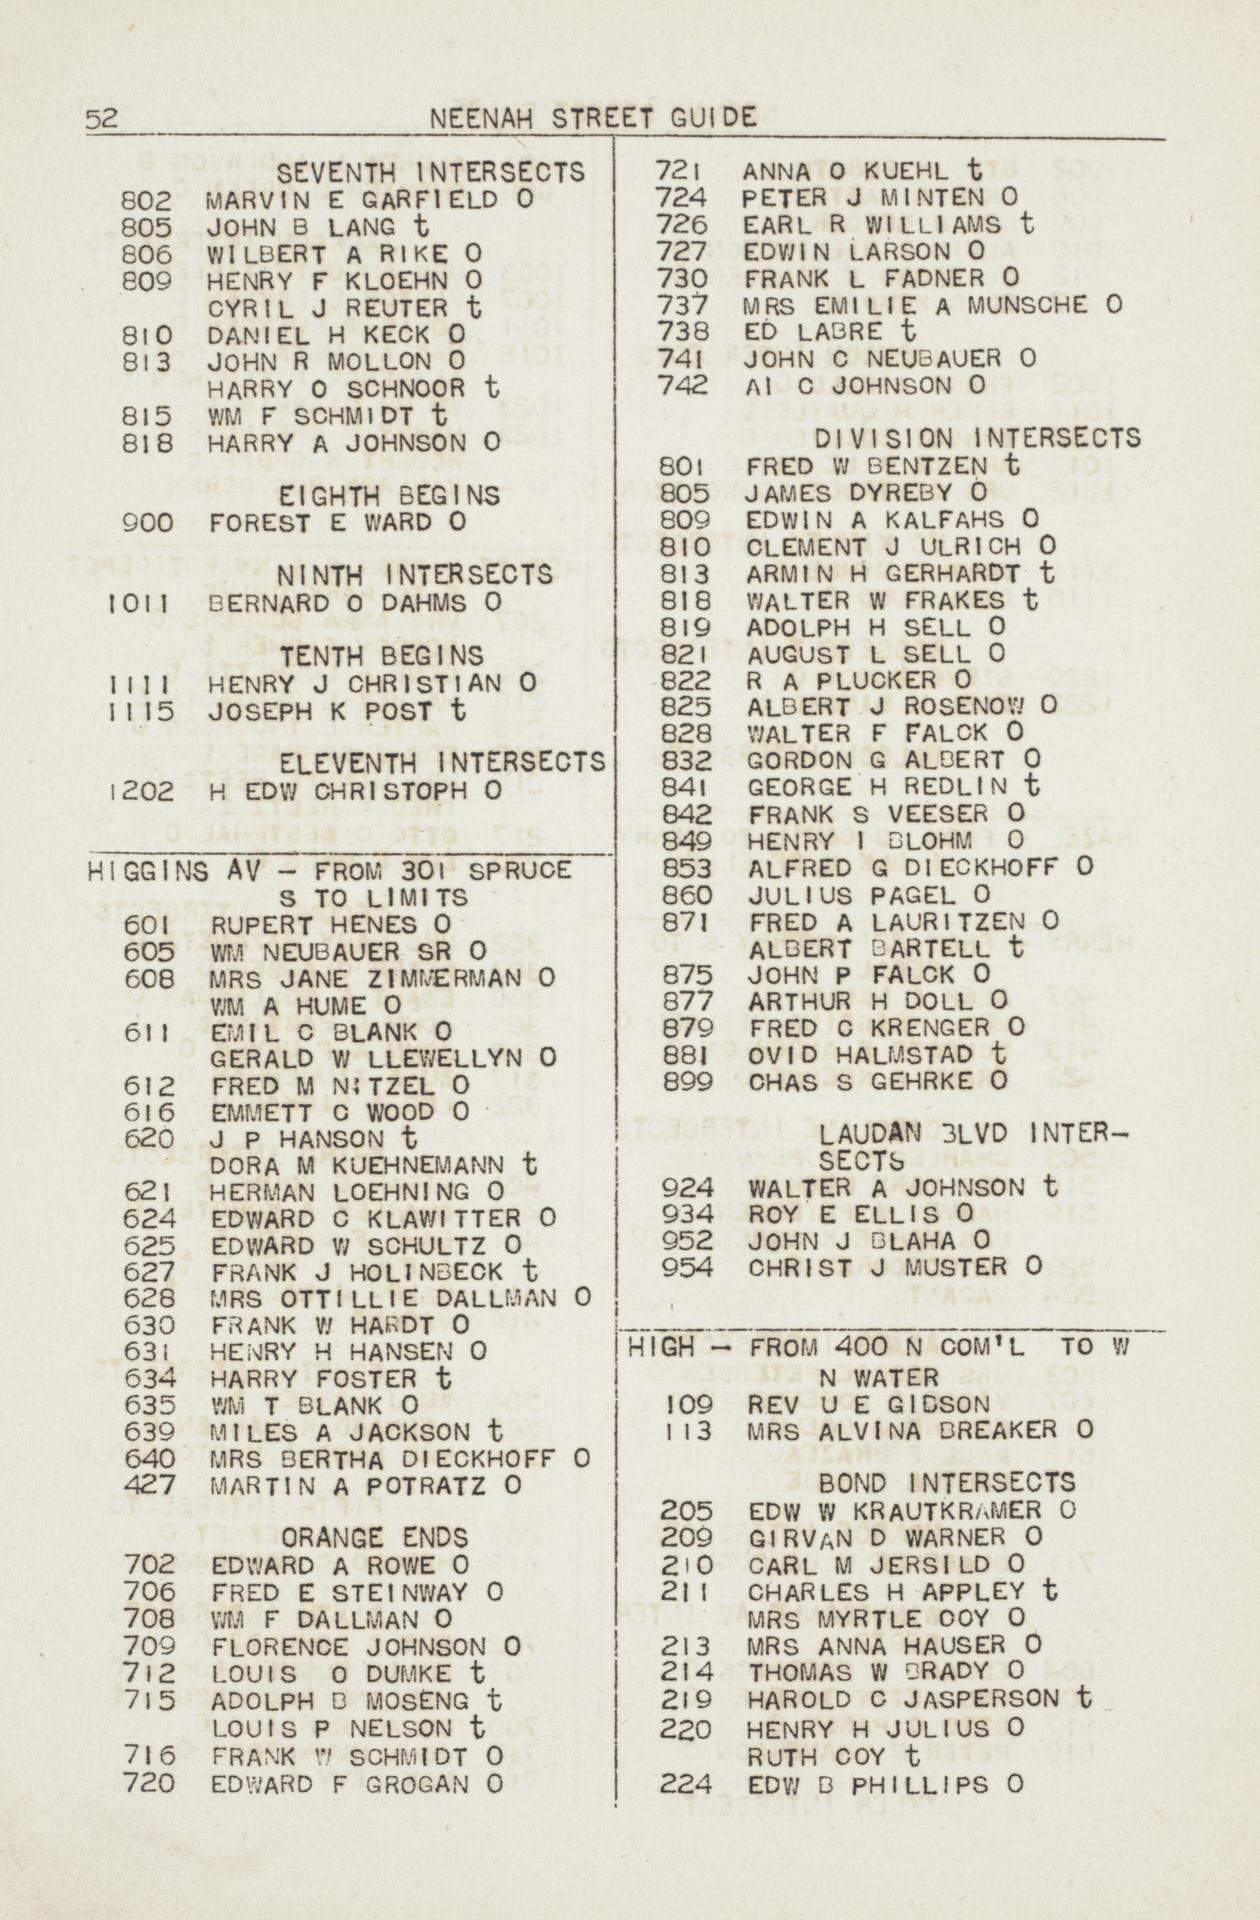 52 NEENAH STREET GUIDE
SEVENTH INTERSECTS
802 MARVIN E GARFIELD O
805 JOHN B LANG t
806 WILBERT A RIKE O
809 HENRY F KLOEHN O
CYRIL J REUTER t
810 DANIEL H KECK O
813 JOHN R MOLLON O
HARRY O SCHNOOR t
815 WM F SCHMIDT t
818 HARRY A JOHNSON O
EIGHTH BEGINS
900 FOREST E WARD O
NINTH INTERSECTS
1011 BERNARD O DAHMS O
TENTH BEGINS
1111 HENRY J CHRISTIAN O
1115 JOSEPH K POST t
ELEVENTH INTERSECTS
1202 H EDW CHRISTOPH O
HIGGINS AV – FROM 301 SPRUCE
S TO LIMITS
601 RUPERT HENES O
605 WM NEUBAUER SR O
608 MRS JANE ZIMMERMAN O
WM A HUME O
611 EMIL C BLANK O
GERALD W LLEWELLYN O
612 FRED M NITZEL O
616 EMMETT C WOOD O
620 J P HANSON t
DORA M KUEHNEMANN t
621 HERMAN LOEHNING O
624 EDWARD C KLAWITTER O
625 EDWARD W SCHULTZ O
627 FRANK J HOLINBECK t
628 MRS OTTILLIE DALLMAN O
630 FRANK W HARDT O
631 HENRY H HANSEN O
634 HARRY FOSTER t
635 WM T BLANK O
639 MILES A JACKSON t
640 MRS BERTHA DIECKHOFF O
427 MARTIN A POTRATZ O
ORANGE ENDS
702 EDWARD A ROWE O
706 FRED E STEINWAY O
708 WM F DALLMAN O
709 FLORENCE JOHNSON O
712 LOUIS O DUMKE t
715 ADOLPH B MOSENG t
LOUIS P NELSON t
716 FRANK W SCHMIDT O
720 EDWARD F GROGAN O
721 ANNA O KUEHL t
724 PETER J MINTEN O
726 EARL R WILLIAMS t
727 EDWIN LARSON O
730 FRANK L FADNER O
737 MRS EMILIE A MUNSCHE O
738 ED LABRE t
741 JOHN C NEUBAUER O
742 Al C JOHNSON O
DIVISION INTERSECTS
801 FRED W BENTZEN t
805 JAMES DYREBY O
809 EDWIN A KALFAHS O
810 CLEMENT J ULRICH O
813 ARMIN H GERHARDT t
818 WALTER W FRAKES t
819 ADOLPH H SELL O
821 AUGUST L SELL O
822 R A PLUCKER O
825 ALBERT J ROSENOW O
828 WALTER F FALCK O
832 GORDON G ALBERT O
841 GEORGE H REDLIN t
842 FRANK S VEESER O
849 HENRY I BLOHM O
853 ALFRED G DIECKHOFF O
860 JULIUS PAGEL O
871 FRED A LAURITZEN O
ALBERT BARTELL t
875 JOHN P FALCK O
877 ARTHUR H DOLL O
879 FRED C KRENGER O
881 OVID HALMSTAD t
899 CHAS S GEHRKE O
LAUDAN BLVD INTER–
SECTS
924 WALTER A JOHNSON t
934 ROY E ELLIS O
952 JOHN J BLAHA O
954 CHRIST J MUSTER O
HIGH – FROM 400 N COM'L TO W
N WATER
109 REV U E GIBSON
113 MRS ALVINA BREAKER O
BOND INTERSECTS
205 EDW W KRAUTKRAMER O
209 GIRVAN D WARNER O
210 CARL M JERSILD O
211 CHARLES H APPLEY t
MRS MYRTLE COY O
213 MRS ANNA HAUSER O
214 THOMAS W BRADY O
219 HAROLD C JASPERSON t
220 HENRY H JULIUS O
RUTH COY t
224 EDW B PHILLIPS O